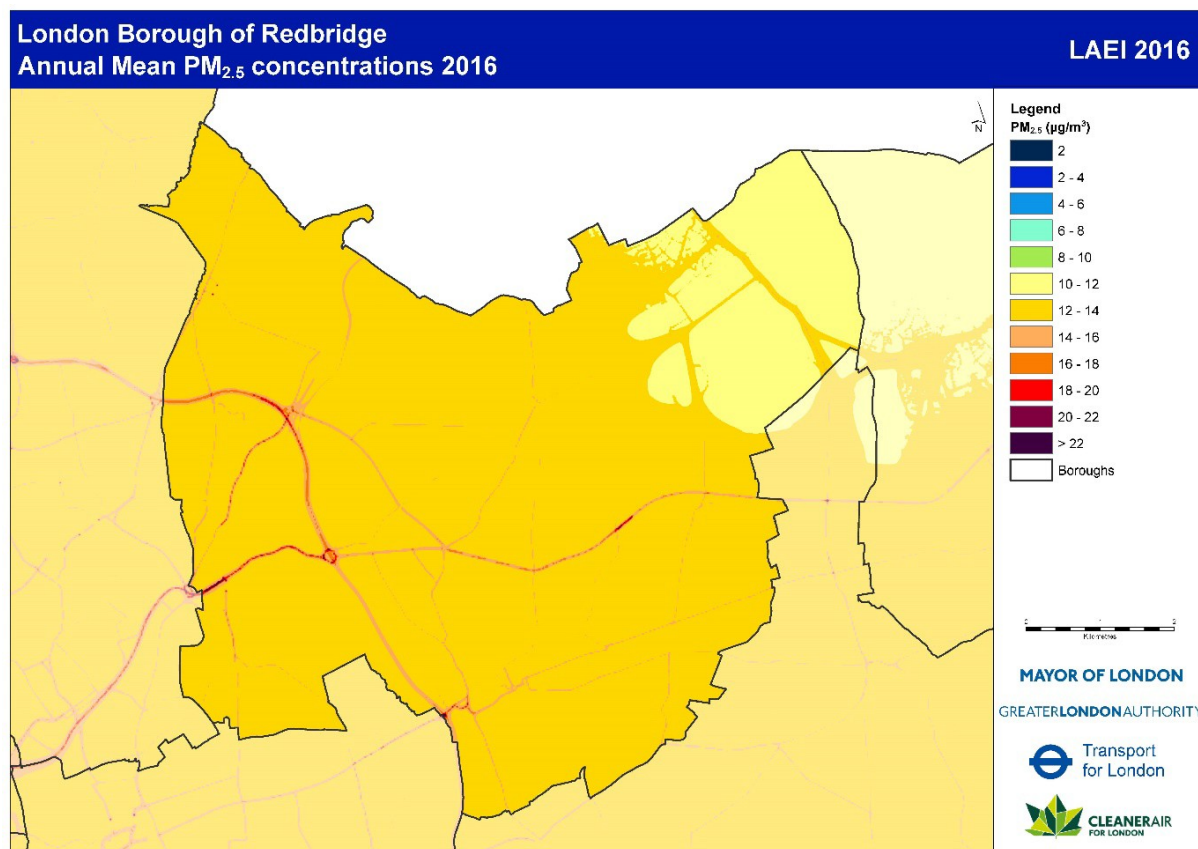 London Borough of Redbridge
Annual Mean PM2.5 concentrations 2016
LAEI 2016
N
Legend
PM2.5 (µg/m³)
2
2 - 4
4 - 6
6 - 8
8 - 10
10 - 12
12 - 14
14 - 16
16 - 18
18 - 20
20 - 22
> 22
Boroughs
Kilometres
MAYOR OF LONDON
GREATERLONDONAUTHORITY
Transport
for London
CLEANERAIR
FOR LONDON